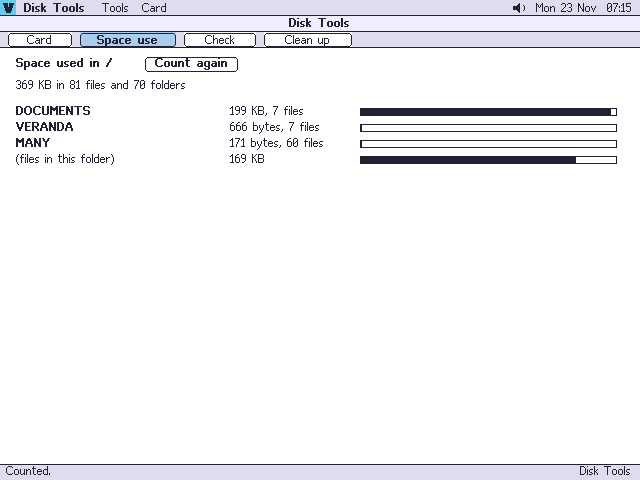 V Disk Tools Tools Card Mon 23 Nov 07:15
Disk Tools
Card Space use Check Clean up
Space used in / Count again
369 KB in 81 files and 70 folders
DOCUMENTS 199 KB, 7 files
VERANDA 666 bytes, 7 files
MANY 171 bytes, 60 files
(files in this folder) 169 KB
Counted. Disk Tools